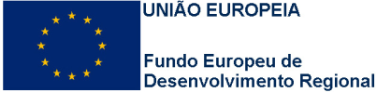 UNIÃO EUROPEIA
Fundo Europeu de
Desenvolvimento Regional